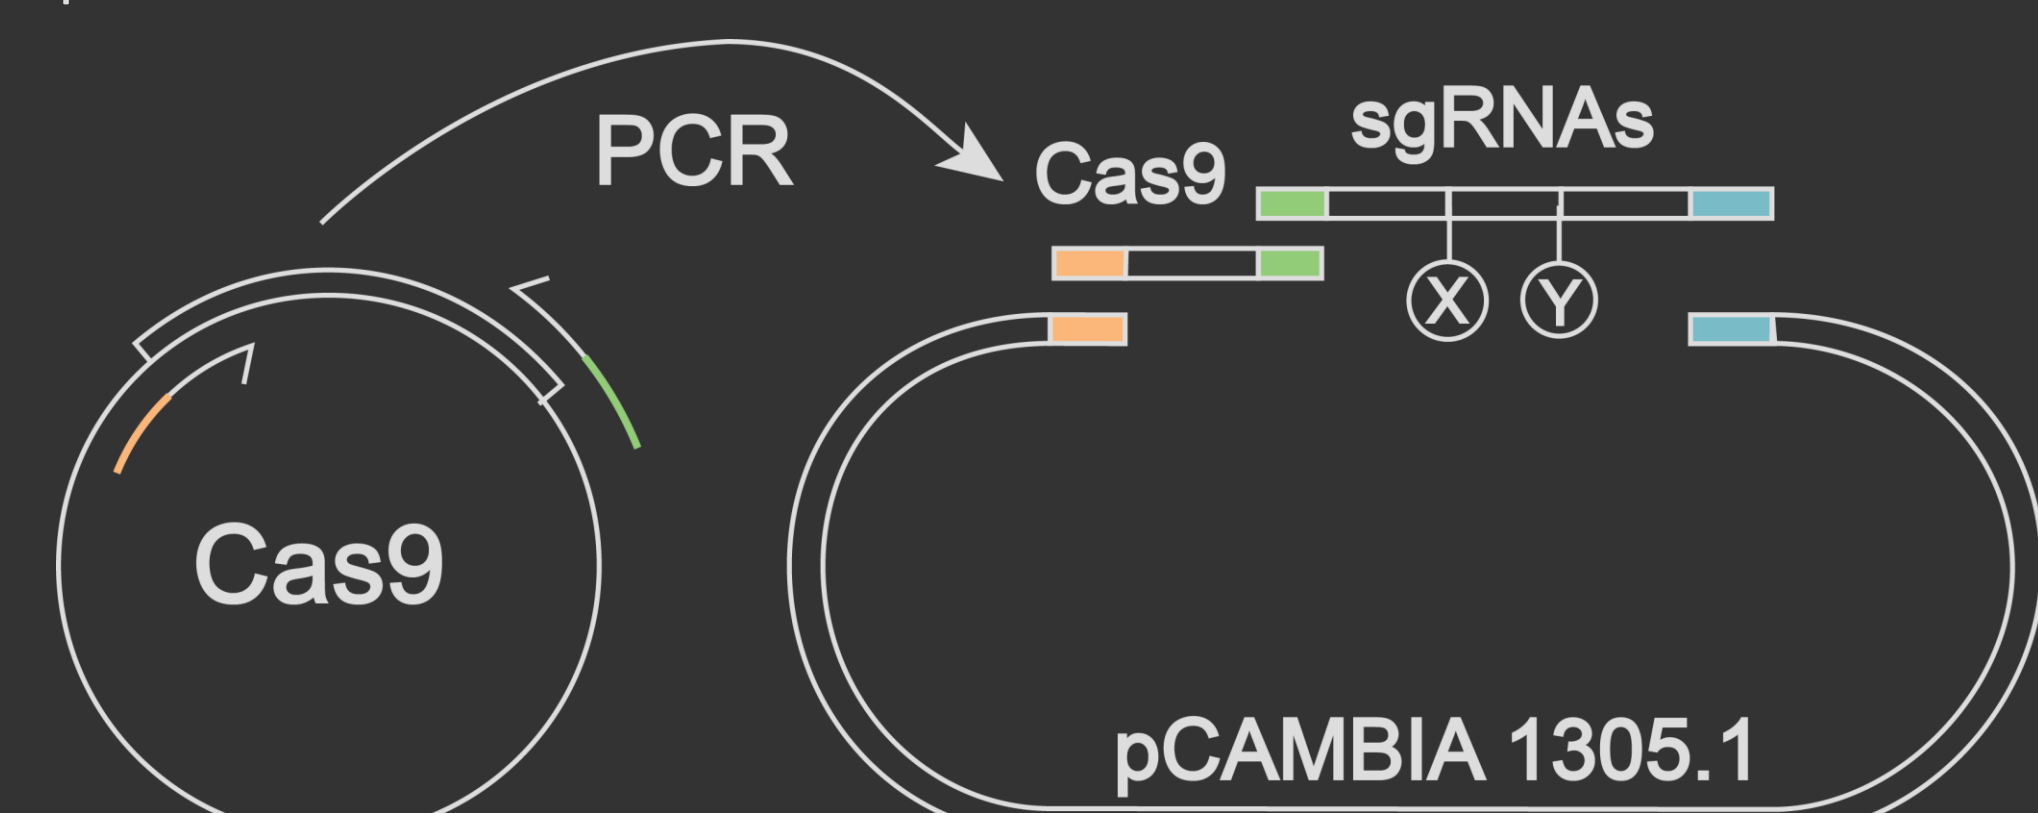 PCR
Cas9
sgRNAs
X
Y
Cas9
pCAMBIA 1305.1